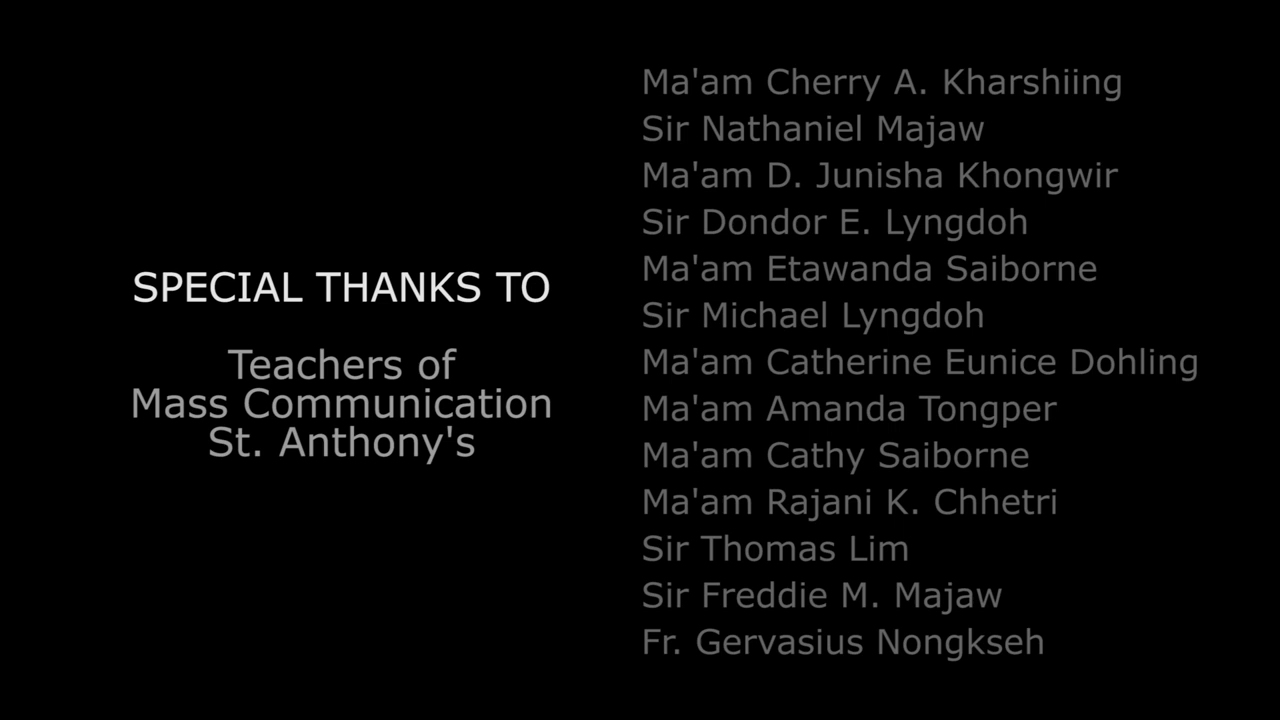 SPECIAL THANKS TO
Teachers of
Mass Communication
St. Anthony's
Ma'am Cherry A. Kharshiing
Sir Nathaniel Majaw
Ma'am D. Junisha Khongwir
Sir Dondor E. Lyngdoh
Ma'am Etawanda Saiborne
Sir Michael Lyngdoh
Ma'am Catherine Eunice Dohling
Ma'am Amanda Tongper
Ma'am Cathy Saiborne
Ma'am Rajani K. Chhetri
Sir Thomas Lim
Sir Freddie M. Majaw
Fr. Gervasius Nongkseh